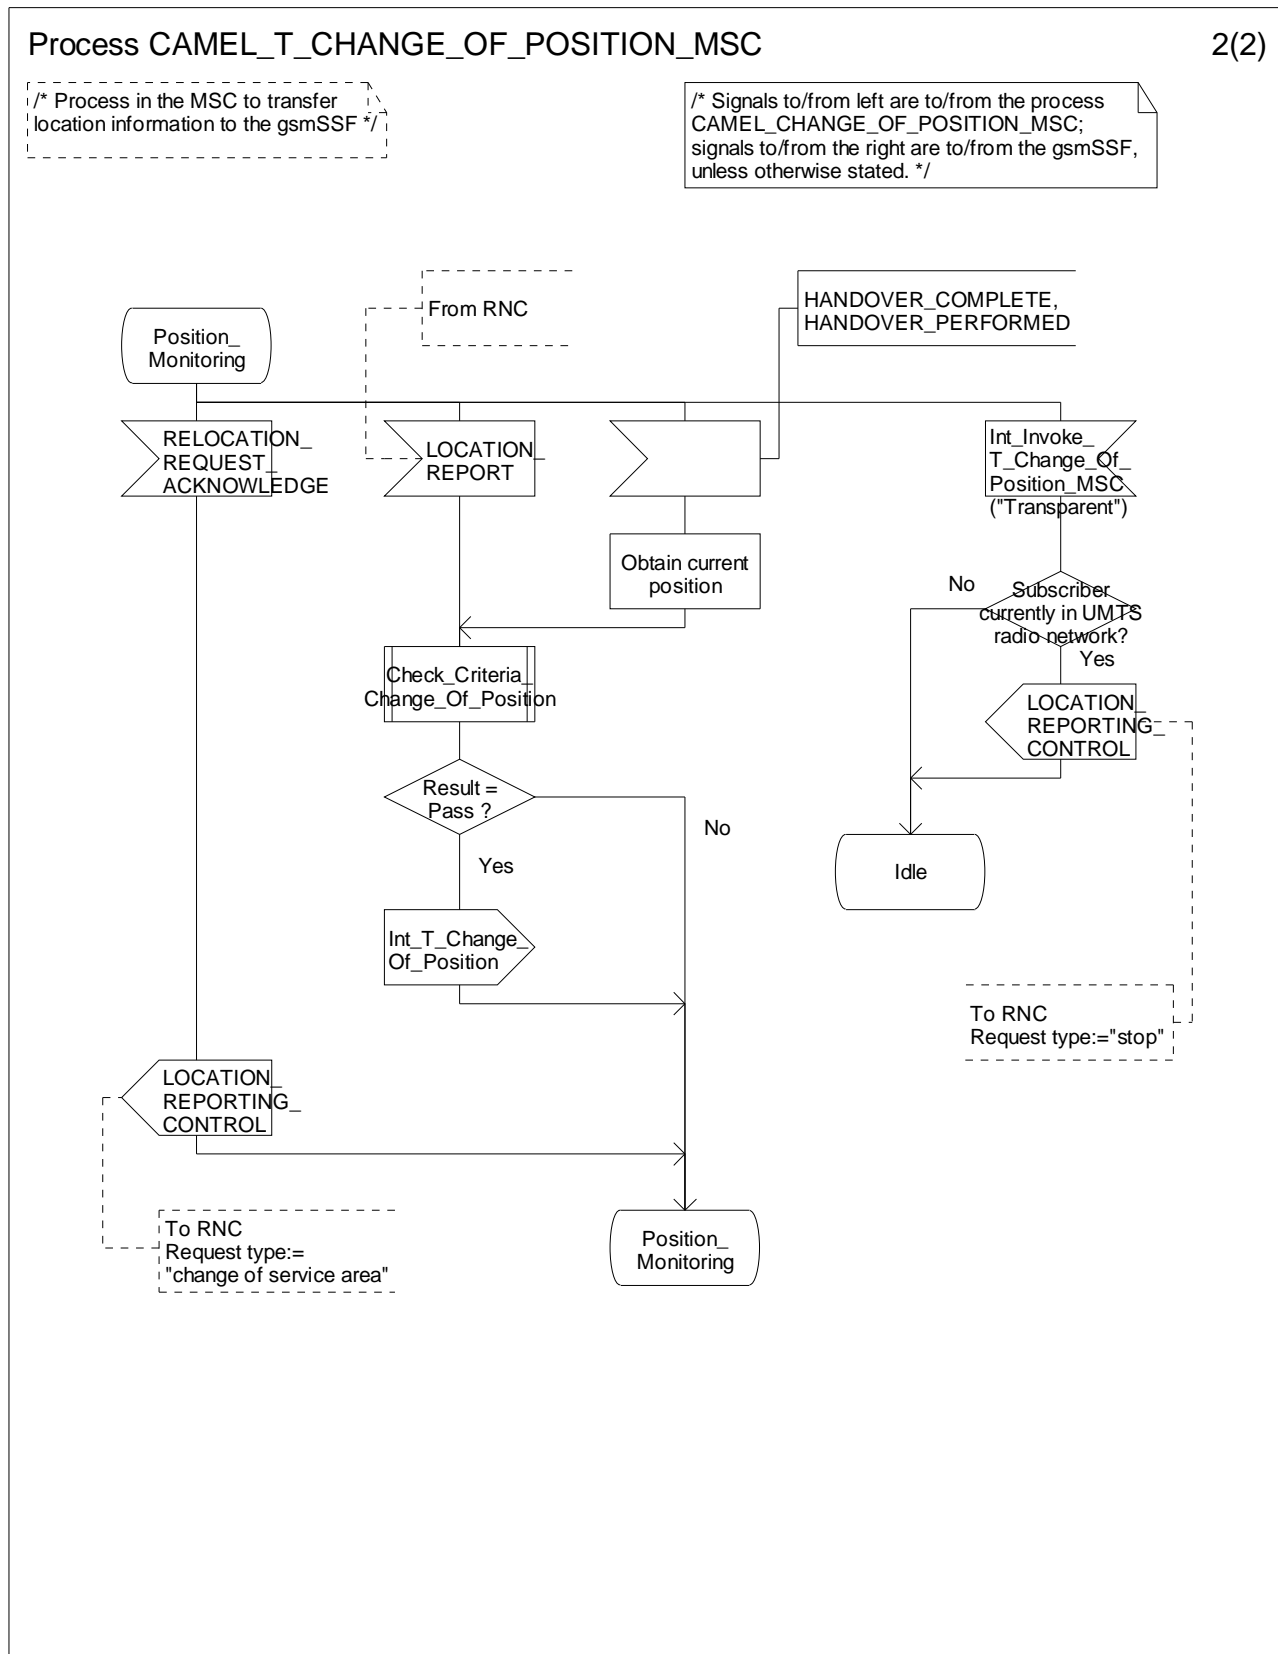 Process CAMEL_T_CHANGE_OF_POSITION_MSC
2(2)
/* Process in the MSC to transfer
location information to the gsmSSF */
/* Signals to/from left are to/from the process
CAMEL_CHANGE_OF_POSITION_MSC;
signals to/from the right are to/from the gsmSSF,
unless otherwise stated. */
From RNC
HANDOVER_COMPLETE,
HANDOVER_PERFORMED
Position_
Monitoring
RELOCATION_
REQUEST_
ACKNOWLEDGE
LOCATION_
REPORT
Int_Invoke_
T_Change_Of_
Position_MSC
("Transparent")
Obtain current
position
No
Subscriber
currently in UMTS
radio network?
Yes
Check_Criteria_
Change_Of_Position
LOCATION_
REPORTING_
CONTROL
Result =
Pass ?
No
Yes
Idle
Int_T_Change_
Of_Position
To RNC
Request type:="stop"
LOCATION_
REPORTING_
CONTROL
To RNC
Request type:=
"change of service area"
Position_
Monitoring